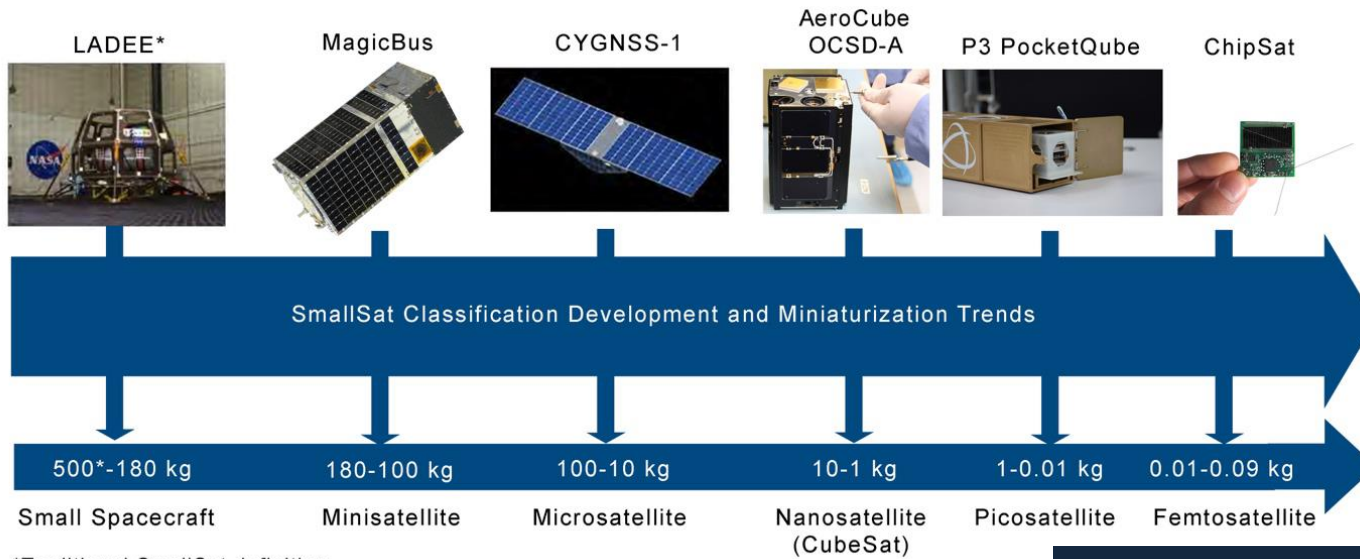 LADEE*
MagicBus
CYGNSS-1
AeroCube
OCSD-A
P3 PocketQube
ChipSat
NASA
SmallSat Classification Development and Miniaturization Trends
500*-180 kg
180-100 kg
100-10 kg
10-1 kg
1-0.01 kg
0.01-0.09 kg
Small Spacecraft
Minisatellite
Microsatellite
Nanosatellite
(CubeSat)
Picosatellite
Femtosatellite